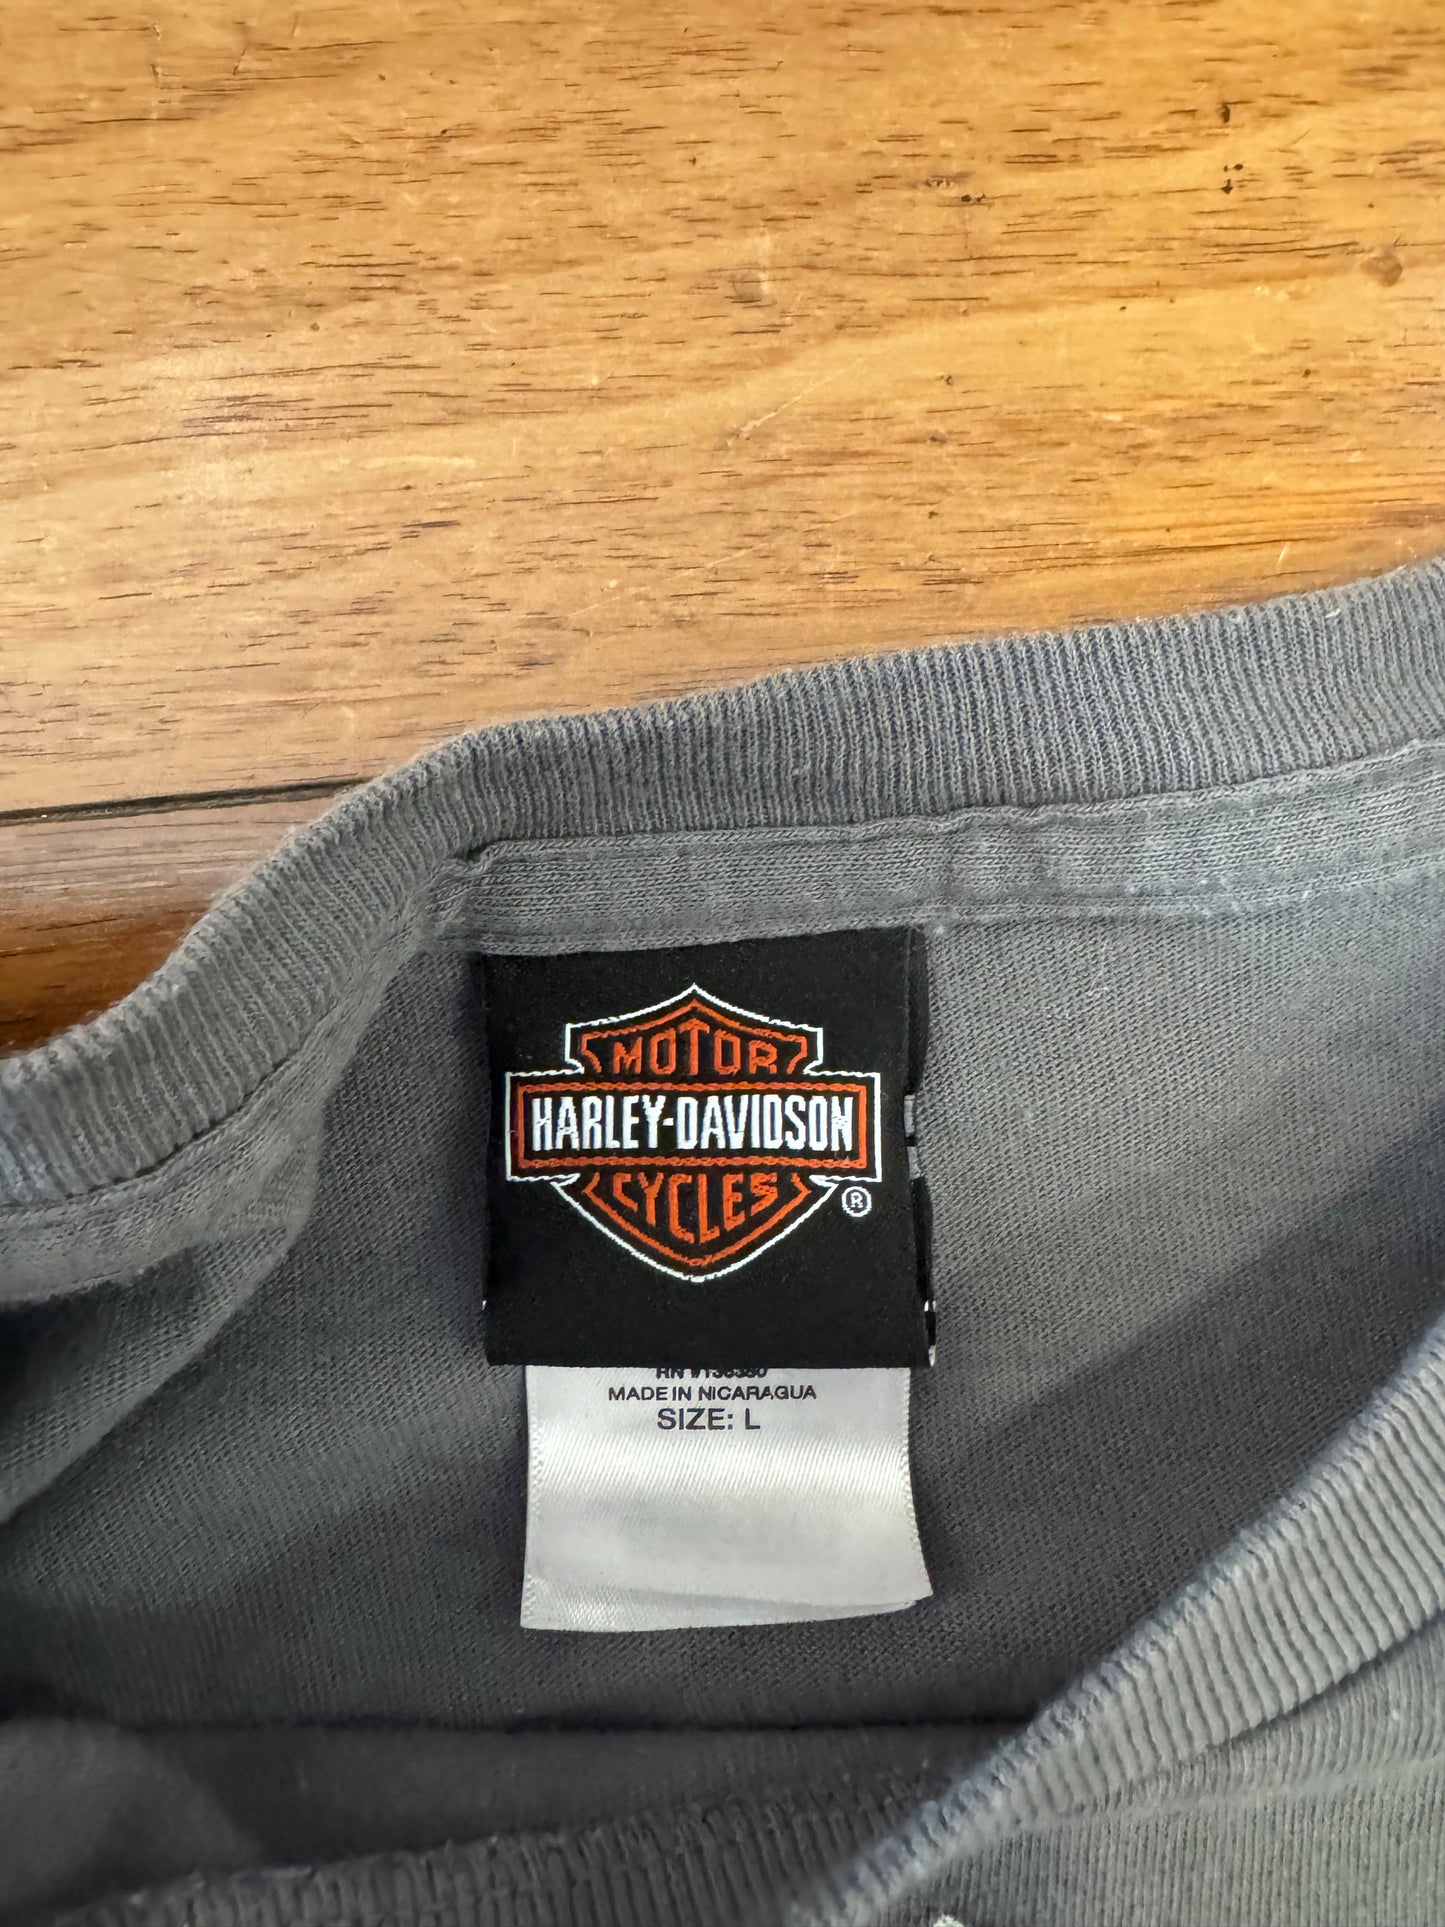 MOTOR
HARLEY-DAVIDSON
CYCLES
®
MADE IN NICARAGUA
SIZE: L